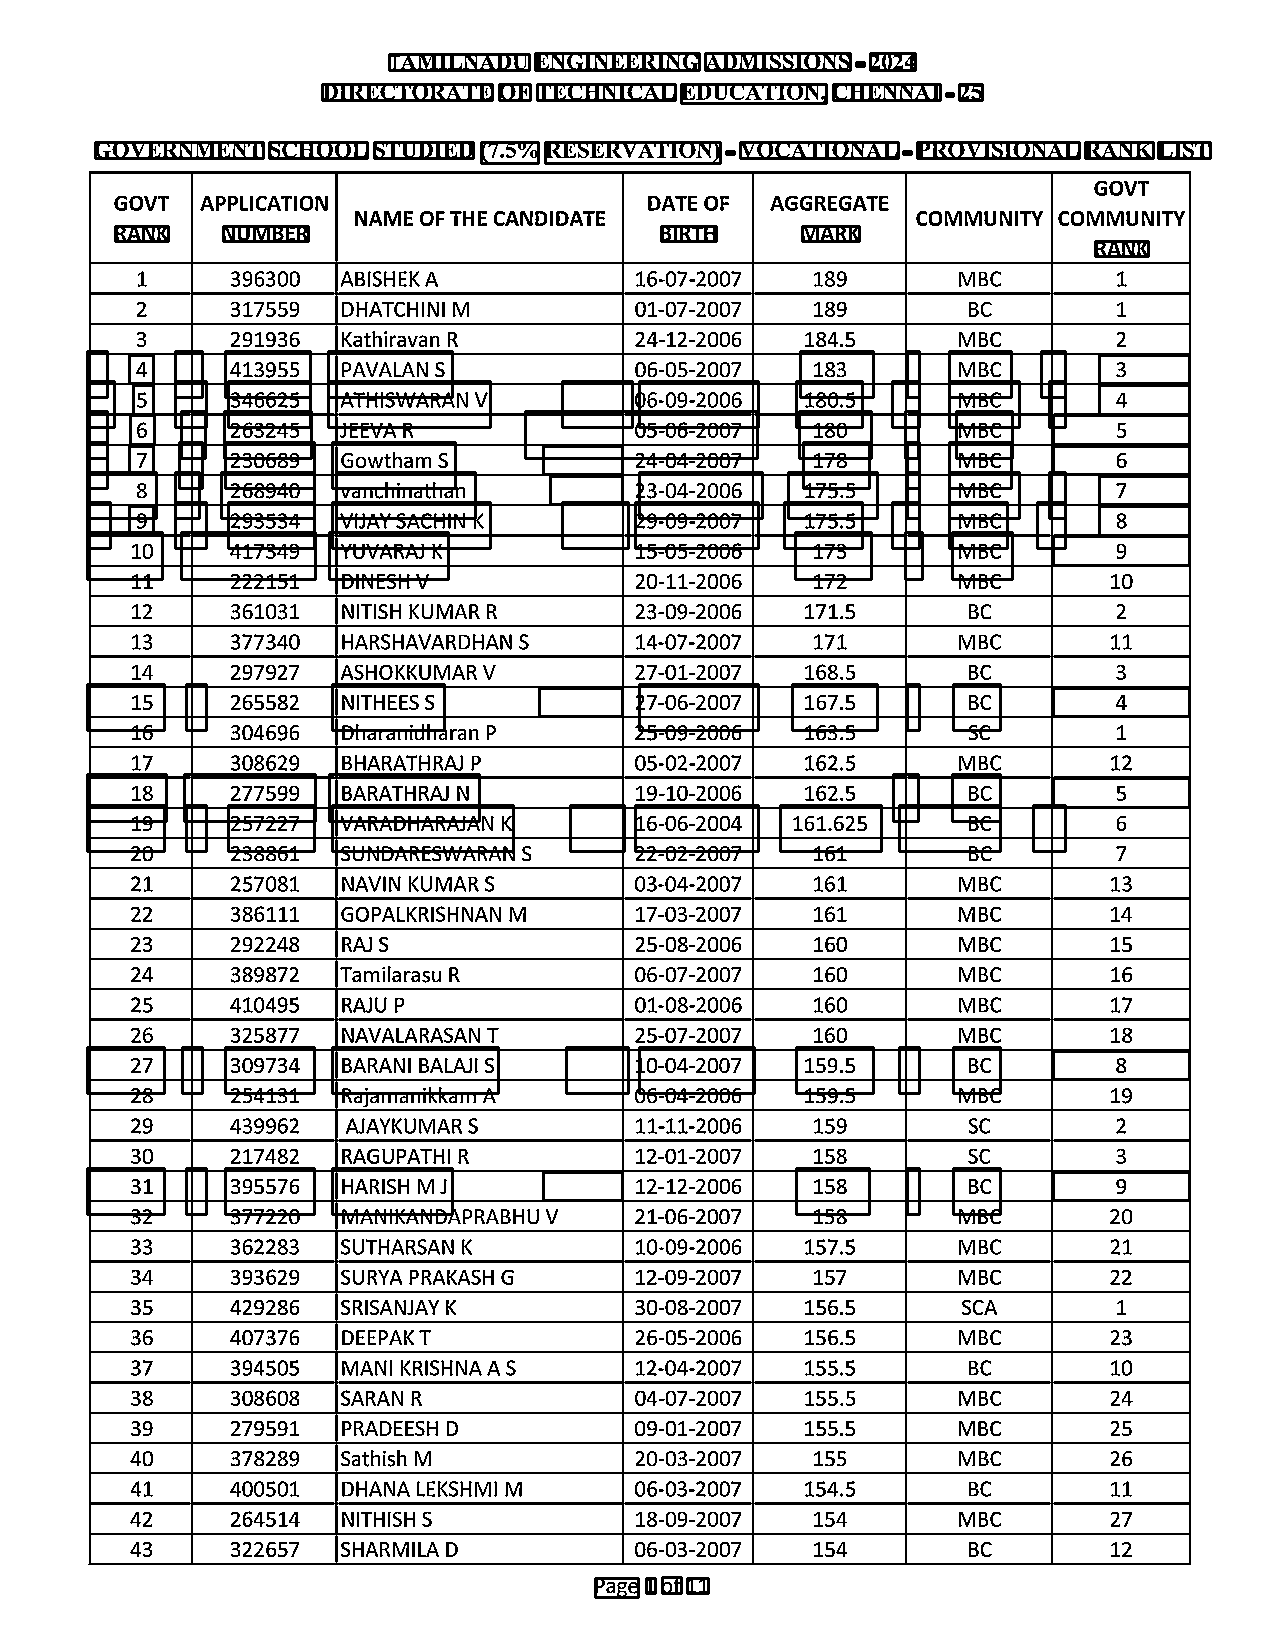 TAMILNADU ENGINEERING ADMISSIONS - 2024
DIRECTORATE OF TECHNICAL EDUCATION, CHENNAI - 25
GOVERNMENT SCHOOL STUDIED (7.5% RESERVATION) - VOCATIONAL - PROVISIONAL RANK LIST
GOVT RANK APPLICATION NUMBER NAME OF THE CANDIDATE DATE OF BIRTH AGGREGATE MARK COMMUNITY GOVT COMMUNITY RANK
1 396300 ABISHEK A 16-07-2007 189 MBC 1
2 317559 DHATCHINI M 01-07-2007 189 BC 1
3 291936 Kathiravan R 24-12-2006 184.5 MBC 2
4 413955 PAVALAN S 06-05-2007 183 MBC 3
5 346625 ATHISWARAN V 06-09-2006 180.5 MBC 4
6 263245 JEEVA R 05-06-2007 180 MBC 5
7 230689 Gowtham S 24-04-2007 178 MBC 6
8 268940 vanchinathan 23-04-2006 175.5 MBC 7
9 293534 VIJAY SACHIN K 29-09-2007 175.5 MBC 8
10 417349 YUVARAJ K 15-05-2006 173 MBC 9
11 222151 DINESH V 20-11-2006 172 MBC 10
12 361031 NITISH KUMAR R 23-09-2006 171.5 BC 2
13 377340 HARSHAVARDHAN S 14-07-2007 171 MBC 11
14 297927 ASHOKKUMAR V 27-01-2007 168.5 BC 3
15 265582 NITHEES S 27-06-2007 167.5 BC 4
16 304696 Dharanidharan P 25-09-2006 163.5 SC 1
17 308629 BHARATHRAJ P 05-02-2007 162.5 MBC 12
18 277599 BARATHRAJ N 19-10-2006 162.5 BC 5
19 257227 VARADHARAJAN K 16-06-2004 161.625 BC 6
20 238861 SUNDARESWARAN S 22-02-2007 161 BC 7
21 257081 NAVIN KUMAR S 03-04-2007 161 MBC 13
22 386111 GOPALKRISHNAN M 17-03-2007 161 MBC 14
23 292248 RAJ S 25-08-2006 160 MBC 15
24 389872 Tamilarasu R 06-07-2007 160 MBC 16
25 410495 RAJU P 01-08-2006 160 MBC 17
26 325877 NAVALARASAN T 25-07-2007 160 MBC 18
27 309734 BARANI BALAJI S 10-04-2007 159.5 BC 8
28 254131 Rajamanikkam A 06-04-2006 159.5 MBC 19
29 439962 AJAYKUMAR S 11-11-2006 159 SC 2
30 217482 RAGUPATHI R 12-01-2007 158 SC 3
31 395576 HARISH M J 12-12-2006 158 BC 9
32 377220 MANIKANDAPRABHU V 21-06-2007 158 MBC 20
33 362283 SUTHARSAN K 10-09-2006 157.5 MBC 21
34 393629 SURYA PRAKASH G 12-09-2007 157 MBC 22
35 429286 SRISANJAY K 30-08-2007 156.5 SCA 1
36 407376 DEEPAK T 26-05-2006 156.5 MBC 23
37 394505 MANI KRISHNA A S 12-04-2007 155.5 BC 10
38 308608 SARAN R 04-07-2007 155.5 MBC 24
39 279591 PRADEESH D 09-01-2007 155.5 MBC 25
40 378289 Sathish M 20-03-2007 155 MBC 26
41 400501 DHANA LEKSHMI M 06-03-2007 154.5 BC 11
42 264514 NITHISH S 18-09-2007 154 MBC 27
43 322657 SHARMILA D 06-03-2007 154 BC 12
Page 1 of 11